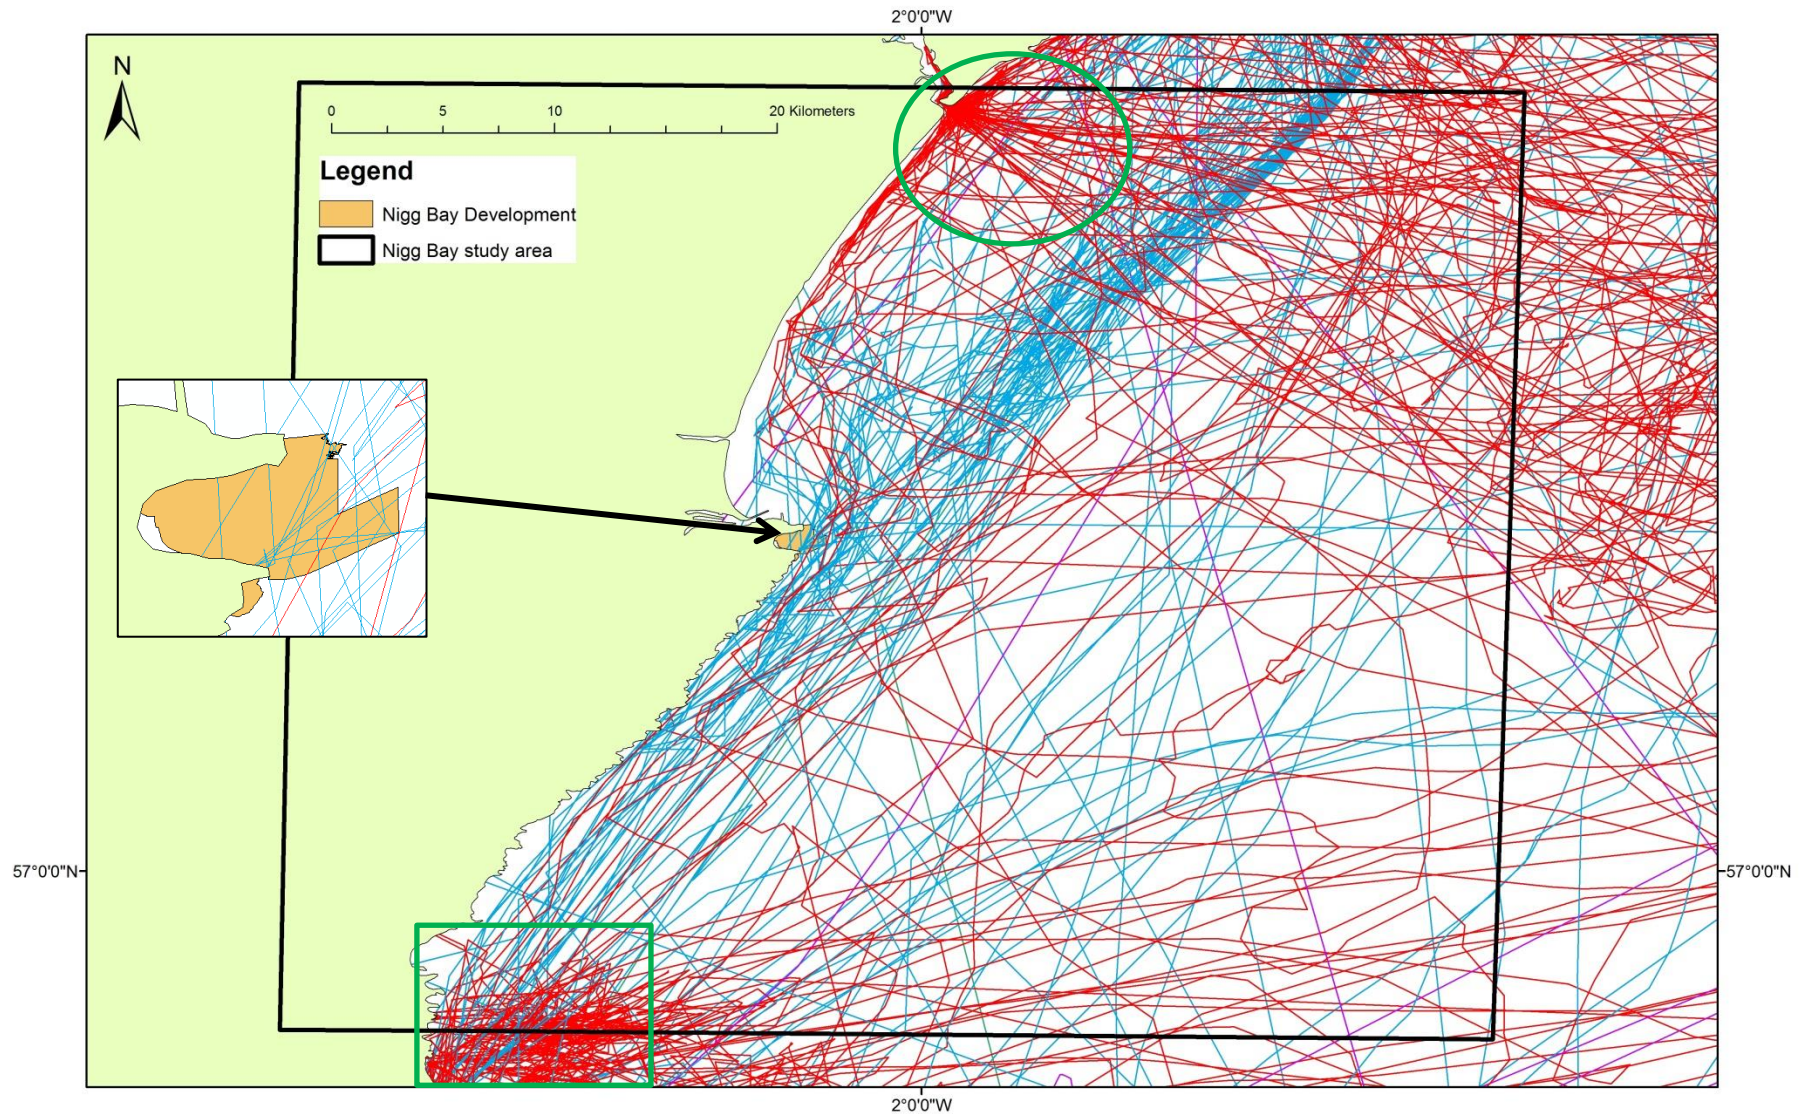 2°0'0"W
N
0 5 10 20 Kilometers
Legend
Nigg Bay Development
Nigg Bay study area
57°0'0"N
57°0'0"N
2°0'0"W